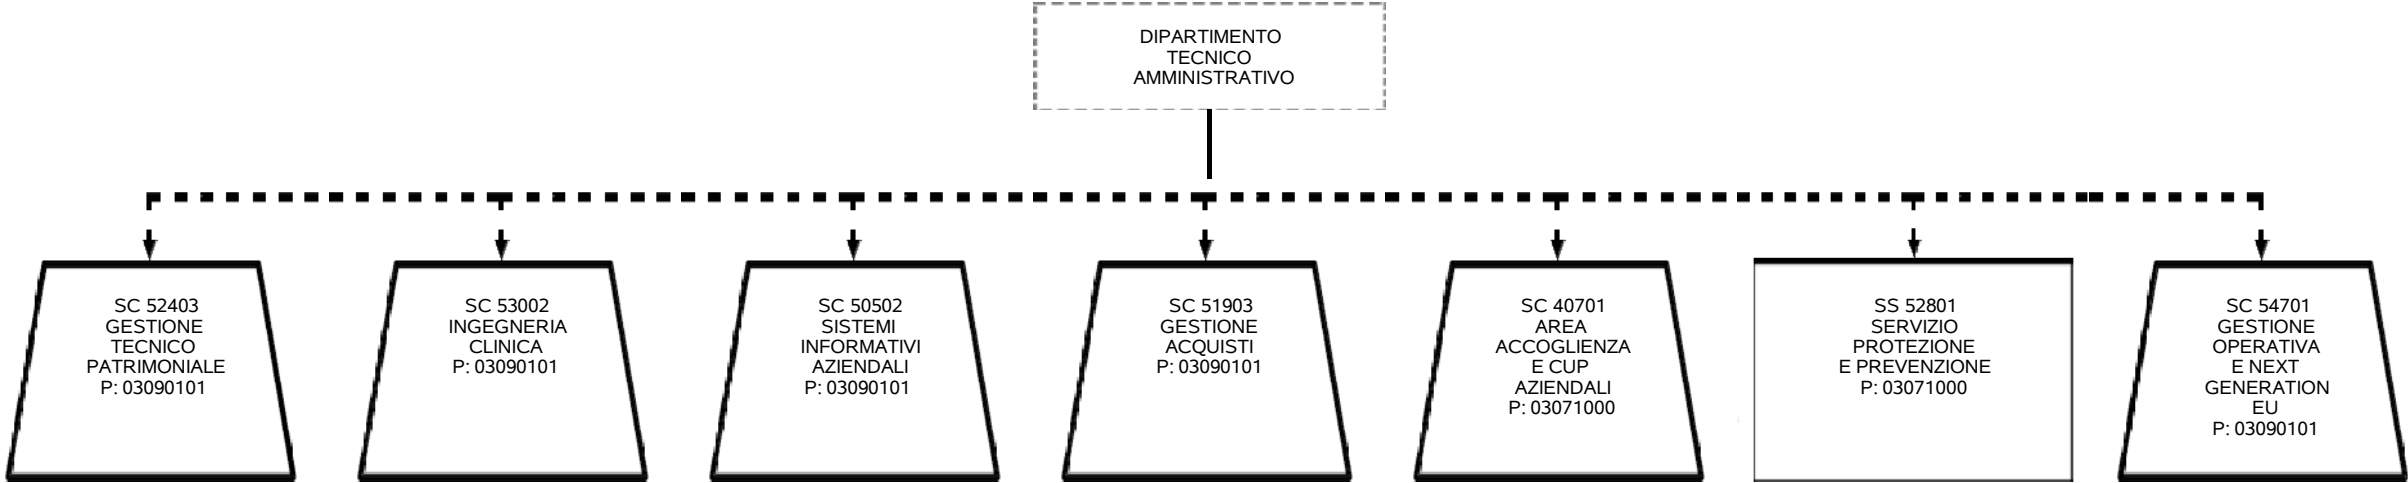 DIPARTIMENTO
TECNICO
AMMINISTRATIVO
SC 52403
GESTIONE
TECNICO
PATRIMONIALE
P: 03090101
SC 53002
INGEGNERIA
CLINICA
P: 03090101
SC 50502
SISTEMI
INFORMATIVI
AZIENDALI
P: 03090101
SC 51903
GESTIONE
ACQUISTI
P: 03090101
SC 40701
AREA
ACCOGLIENZA
E CUP
AZIENDALI
P: 03071000
SS 52801
SERVIZIO
PROTEZIONE
E PREVENZIONE
P: 03071000
SC 54701
GESTIONE
OPERATIVA
E NEXT
GENERATION
EU
P: 03090101